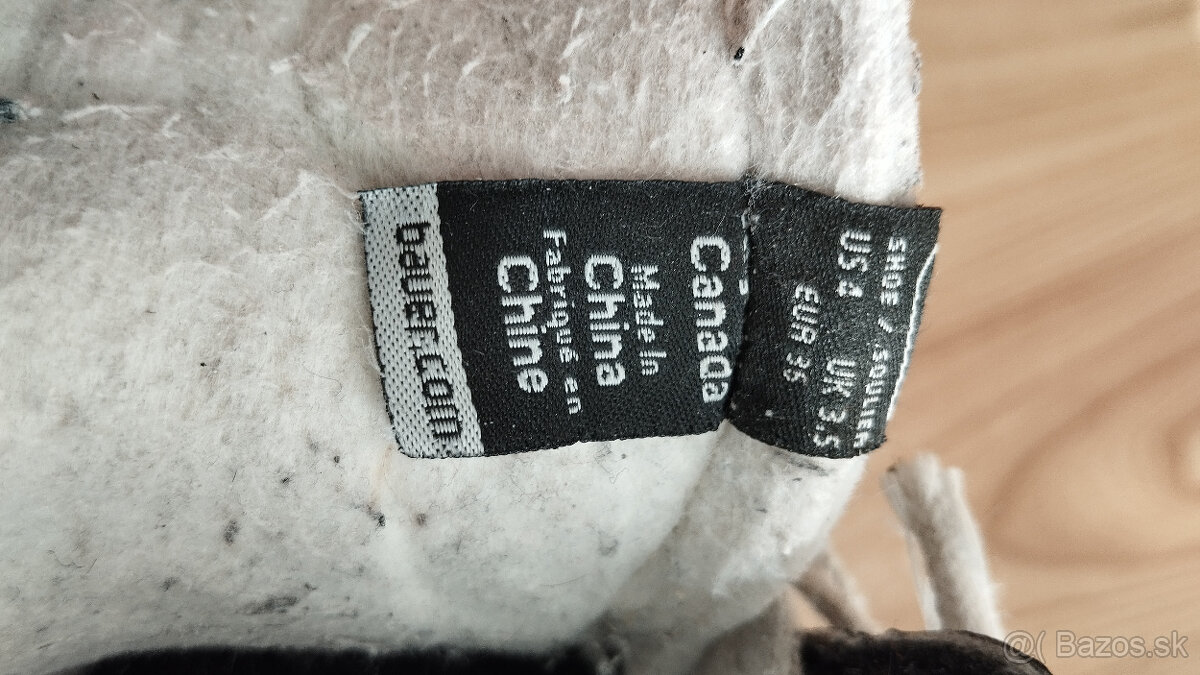 SHOE / SOULIER
US 4 UK 3.5
EUR 36
Canada
Made In
China
Fabriqué en
Chine
bauer.com
Bazos.sk